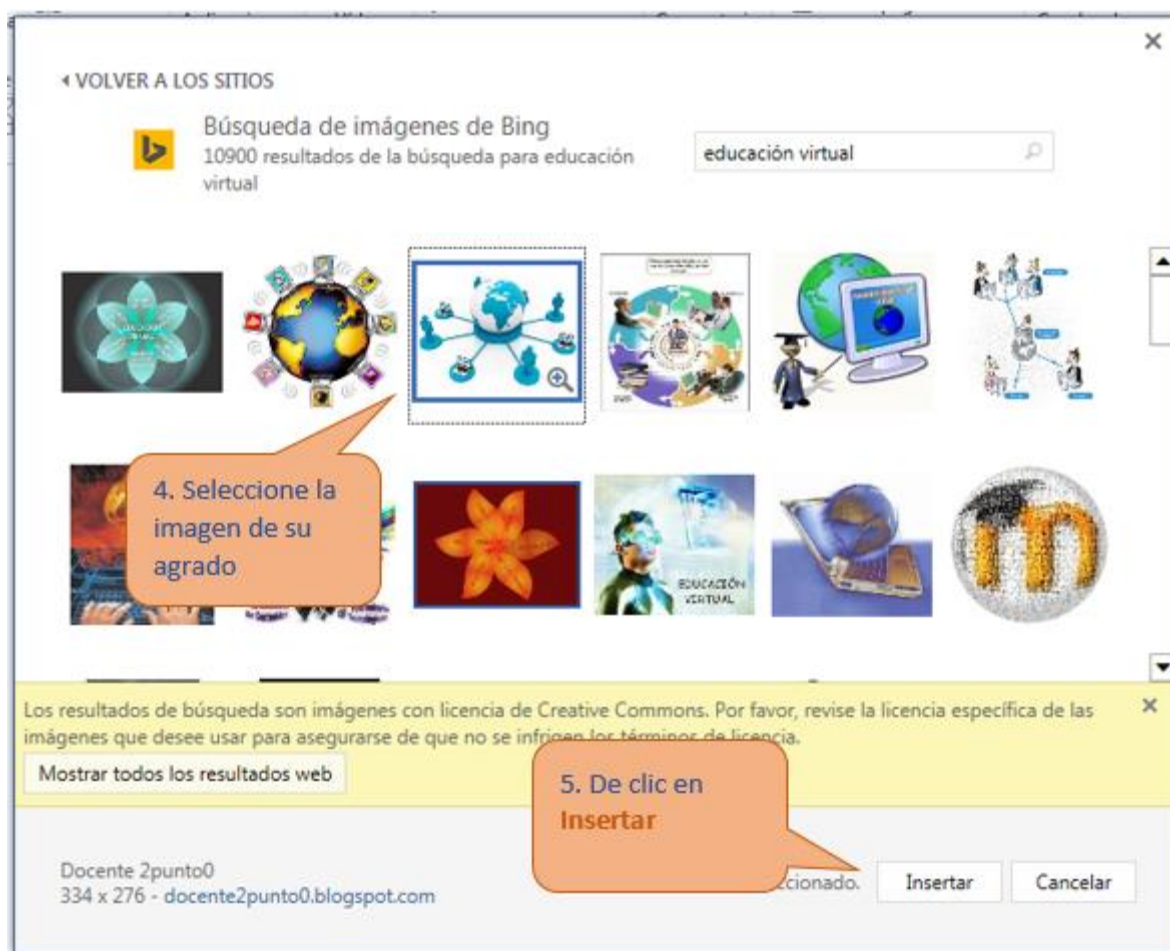 VOLVER A LOS SITIOS
Búsqueda de imágenes de Bing
10900 resultados de la búsqueda para educación
virtual
educación virtual
4. Seleccione la
imagen de su
agrado
EDUCACIÓN
VIRTUAL
Los resultados de búsqueda son imágenes con licencia de Creative Commons. Por favor, revise la licencia específica de las
imágenes que desee usar para asegurarse de que no se infrigen los términos de licencia.
Mostrar todos los resultados web
5. De clic en
Insertar
Docente 2punto0
334 x 276 - docente2punto0.blogspot.com
ccionado.
Insertar
Cancelar